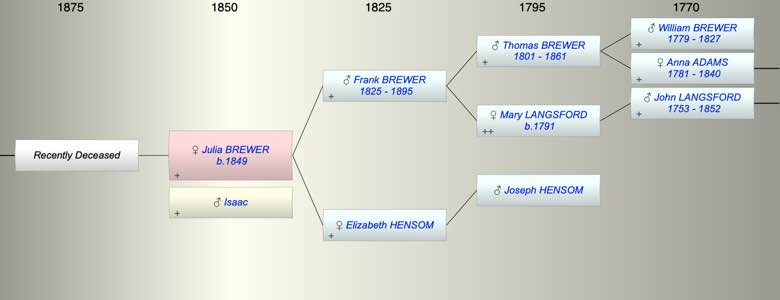 1875 1850 1825 1795 1770
♂ William BREWER
1779 - 1827
+
♂ Thomas BREWER
1801 - 1861
+
♀ Anna ADAMS
1781 - 1840
+
♂ Frank BREWER
1825 - 1895
+
♂ John LANGSFORD
1753 - 1852
+
♀ Mary LANGSFORD
b.1791
++
Recently Deceased
♀ Julia BREWER
b.1849
+
♂ Isaac
+
♂ Joseph HENSOM
♀ Elizabeth HENSOM
+